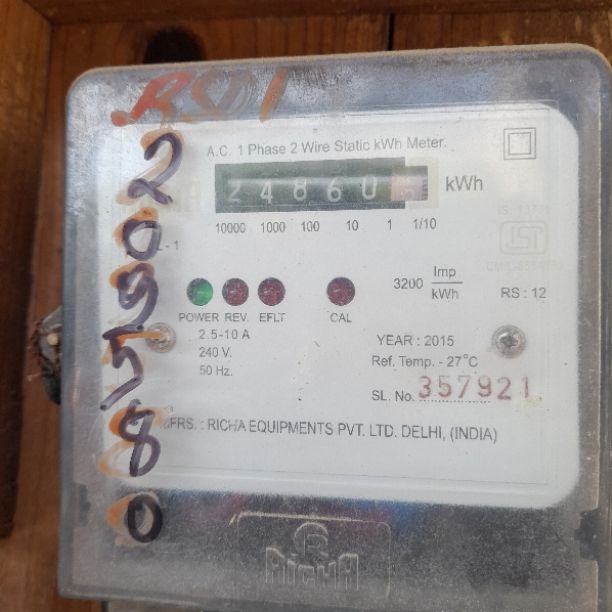 RSD1
2
0
5
5
8
0
A.C. 1 Phase 2 Wire Static kWh Meter.
24860
kWh
10000 1000 100 10 1 1/10
3200 Imp
kWh
RS : 12
POWER REV. EFLT CAL
2.5-10 A
240 V.
50 Hz.
YEAR : 2015
Ref. Temp. - 27°C
SL. No. 357921
MFRS. : RICHA EQUIPMENTS PVT. LTD. DELHI, (INDIA)
R
RICHA